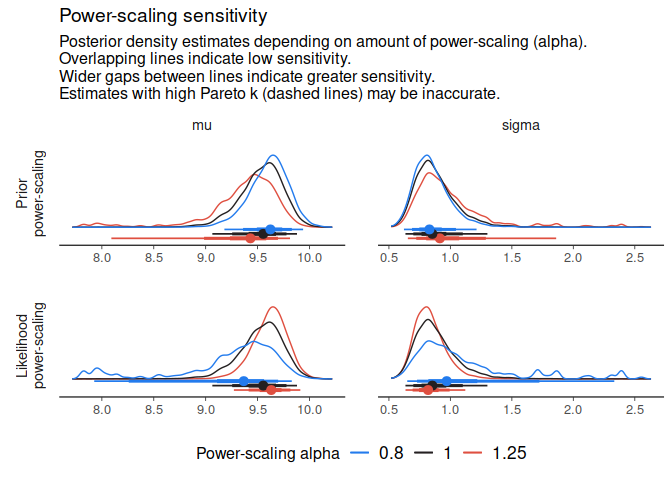 Power-scaling sensitivity
Posterior density estimates depending on amount of power-scaling (alpha).
Overlapping lines indicate low sensitivity.
Wider gaps between lines indicate greater sensitivity.
Estimates with high Pareto k (dashed lines) may be inaccurate.
mu
sigma
Prior
power-scaling
8.0 8.5 9.0 9.5 10.0
0.5 1.0 1.5 2.0 2.5
Likelihood
power-scaling
8.0 8.5 9.0 9.5 10.0
0.5 1.0 1.5 2.0 2.5
Power-scaling alpha 0.8 1 1.25